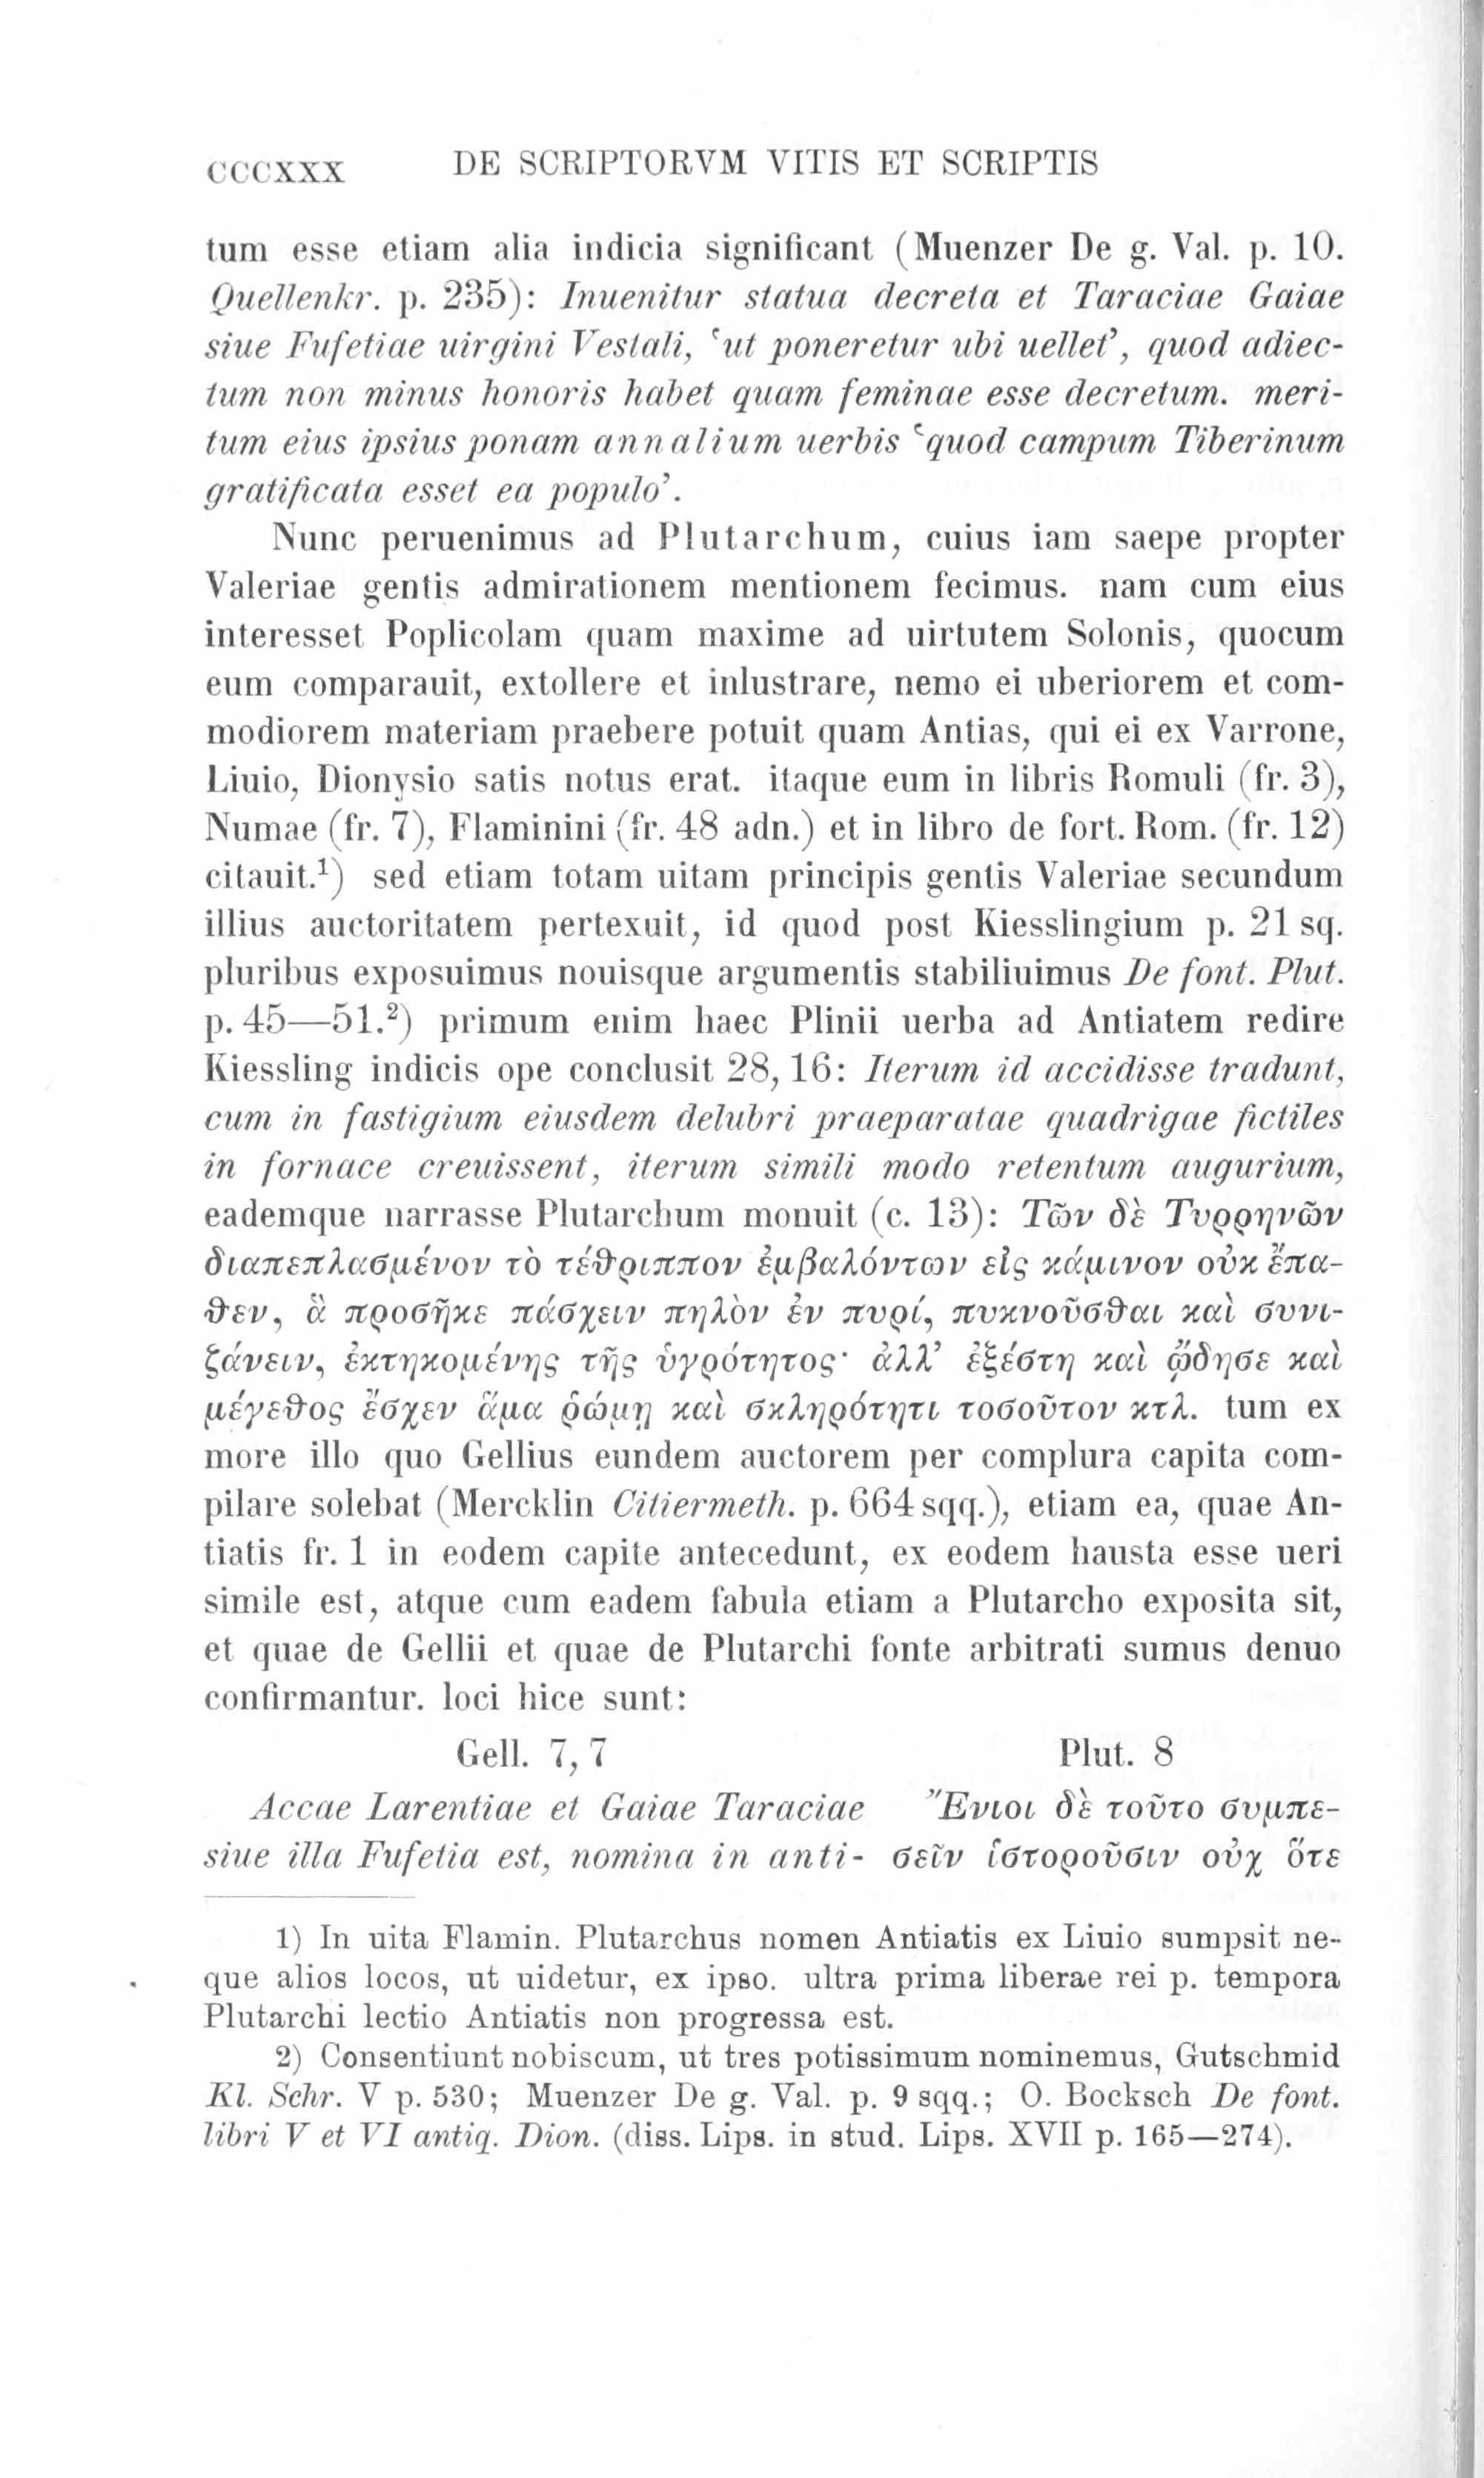 CCCXXX DE SCRIPTORVM VITIS ET SCRIPTIS
tum esse etiam alia indicia significant (Muenzer De g. Val. p. 10.
Quellenkr. p. 235): Inuenitur statua decreta et Taraciae Gaiae
siue Fufetiae uirgini Vestali, ‘ut poneretur ubi uellet’, quod adiec-
tum non minus honoris habet quam feminae esse decretum. meri-
tum eius ipsius ponam annalium uerbis ‘quod campum Tiberinum
gratificata esset ea populo’.
Nunc peruenimus ad Plutarchum, cuius iam saepe propter
Valeriae gentis admirationem mentionem fecimus. nam cum eius
interesset Poplicolam quam maxime ad uirtutem Solonis, quocum
eum comparauit, extollere et inlustrare, nemo ei uberiorem et com-
modiorem materiam praebere potuit quam Antias, qui ei ex Varrone,
Liuio, Dionysio satis notus erat. itaque eum in libris Romuli (fr. 3),
Numae (fr. 7), Flaminini (fr. 48 adn.) et in libro de fort. Rom. (fr. 12)
citauit.¹) sed etiam totam uitam principis gentis Valeriae secundum
illius auctoritatem pertexuit, id quod post Kiesslingium p. 21 sq.
pluribus exposuimus nouisque argumentis stabiliuimus De font. Plut.
p. 45—51.²) primum enim haec Plinii uerba ad Antiatem redire
Kiessling indicis ope conclusit 28, 16: Iterum id accidisse tradunt,
cum in fastigium eiusdem delubri praeparatae quadrigae fictiles
in fornace creuissent, iterum simili modo retentum augurium,
eademque narrasse Plutarchum monuit (c. 13): Τῶν δὲ Τυρρηνῶν
διαπεπλασμένον τὸ τέθριππον ἐμβαλόντων εἰς κάμινον οὐκ ἔπα-
θεν, ἃ προσῆκε πάσχειν πηλὸν ἐν πυρί, πυκνοῦσθαι καὶ συνι-
ζάνειν, ἐκτηκομένης τῆς ὑγρότητος· ἀλλ’ ἐξέστη καὶ ᾤδησε καὶ
μέγεθος ἔσχεν ἅμα ῥώμῃ καὶ σκληρότητι τοσοῦτον κτλ. tum ex
more illo quo Gellius eundem auctorem per complura capita com-
pilare solebat (Mercklin Citiermeth. p. 664 sqq.), etiam ea, quae An-
tiatis fr. 1 in eodem capite antecedunt, ex eodem hausta esse ueri
simile est, atque cum eadem fabula etiam a Plutarcho exposita sit,
et quae de Gellii et quae de Plutarchi fonte arbitrati sumus denuo
confirmantur. loci hice sunt:
Gell. 7, 7 Plut. 8
Accae Larentiae et Gaiae Taraciae Ἔνιοι δὲ τοῦτο συμπε-
siue illa Fufetia est, nomina in anti- σεῖν ἱστοροῦσιν οὐχ ὅτε
1) In uita Flamin. Plutarchus nomen Antiatis ex Liuio sumpsit ne-
que alios locos, ut uidetur, ex ipso. ultra prima liberae rei p. tempora
Plutarchi lectio Antiatis non progressa est.
2) Consentiunt nobiscum, ut tres potissimum nominemus, Gutschmid
Kl. Schr. V p. 530; Muenzer De g. Val. p. 9 sqq.; O. Bocksch De font.
libri V et VI antiq. Dion. (diss. Lips. in stud. Lips. XVII p. 165—274).